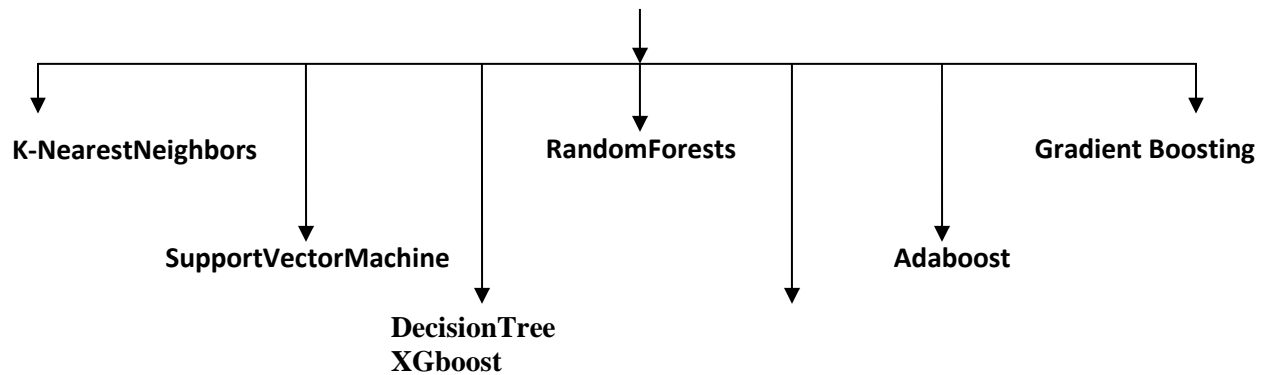 K-NearestNeighbors
RandomForests
Gradient Boosting
SupportVectorMachine
Adaboost
DecisionTree
XGboost